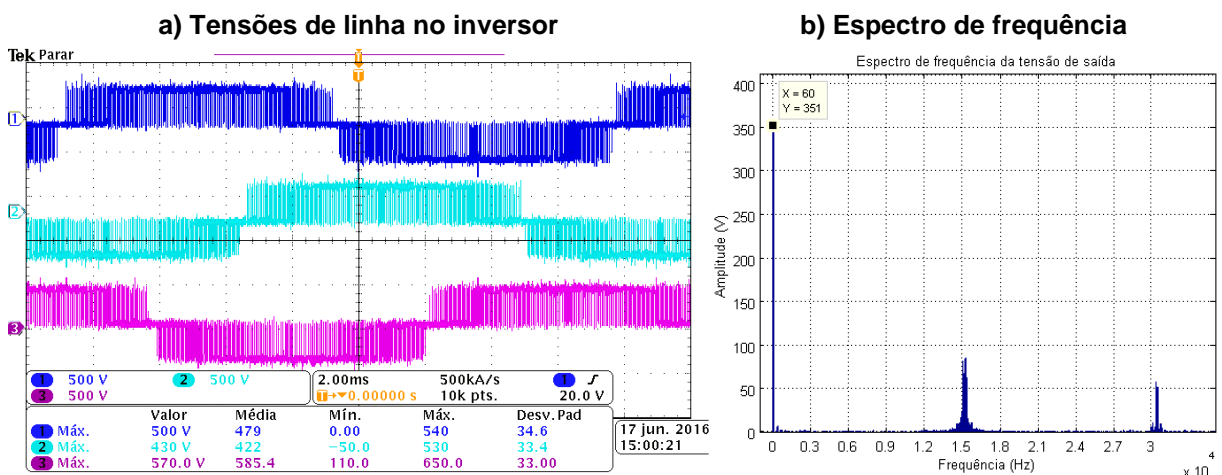 a) Tensões de linha no inversor
Tek Parar
T
T
1
2
3
1 500 V
2 500 V
3 500 V
2.00ms
500kA/s
T→▼0.00000 s
10k pts.
1 ʃ
20.0 V
Valor Média Mín. Máx. Desv.Pad
1 Máx. 500 V 479 0.00 540 34.6
2 Máx. 430 V 422 −50.0 530 33.4
3 Máx. 570.0 V 585.4 110.0 650.0 33.00
17 jun. 2016
15:00:21
b) Espectro de frequência
Espectro de frequência da tensão de saída
X = 60
Y = 351
Amplitude (V)
400
350
300
250
200
150
100
50
0
0 0.3 0.6 0.9 1.2 1.5 1.8 2.1 2.4 2.7 3
x 10⁴
Frequência (Hz)